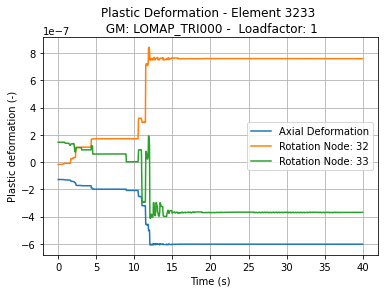 Plastic Deformation - Element 3233
GM: LOMAP_TRI000 - Loadfactor: 1
1e−7
8
6
4
2
0
−2
−4
−6
Plastic deformation (-)
Axial Deformation
Rotation Node: 32
Rotation Node: 33
0 5 10 15 20 25 30 35 40
Time (s)